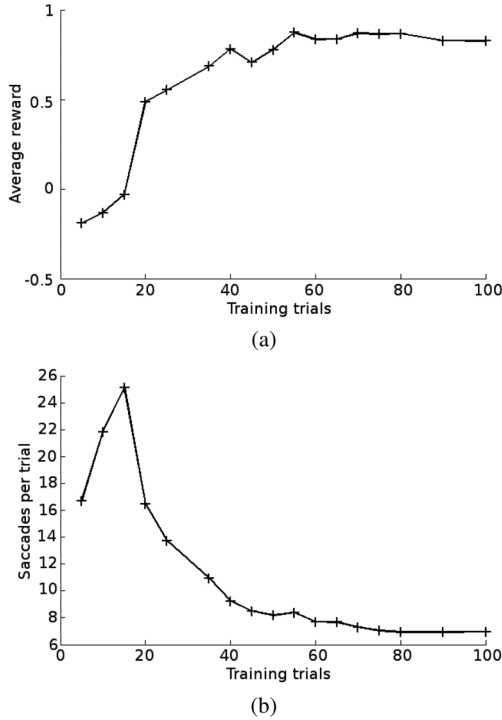 1
0.5
0
-0.5
0 20 40 60 80 100
Average reward
Training trials
(a)
26
24
22
20
18
16
14
12
10
8
6
0 20 40 60 80 100
Saccades per trial
Training trials
(b)